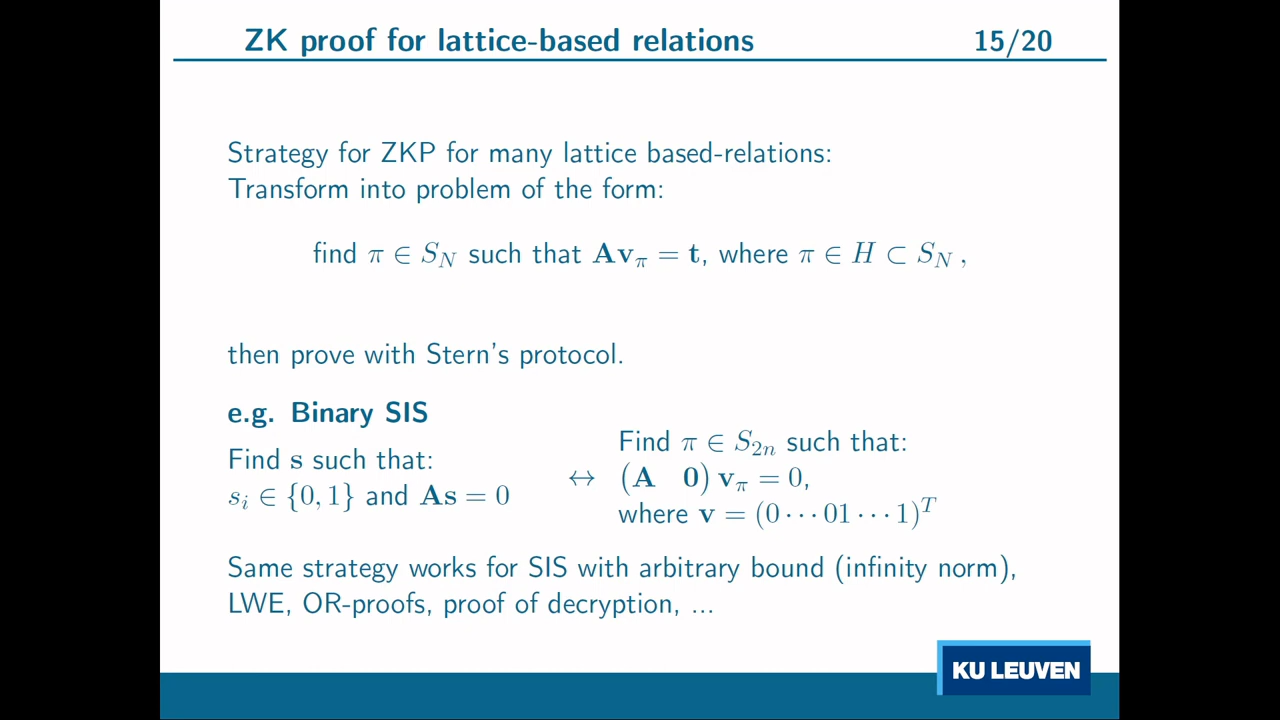 ZK proof for lattice-based relations 15/20
Strategy for ZKP for many lattice based-relations:
Transform into problem of the form:
find π ∈ S_N such that Av_π = t, where π ∈ H ⊂ S_N ,
then prove with Stern's protocol.
e.g. Binary SIS
Find s such that:
s_i ∈ {0, 1} and As = 0
↔
Find π ∈ S_{2n} such that:
(A 0) v_π = 0,
where v = (0 ⋯ 01 ⋯ 1)^T
Same strategy works for SIS with arbitrary bound (infinity norm),
LWE, OR-proofs, proof of decryption, ...
KU LEUVEN